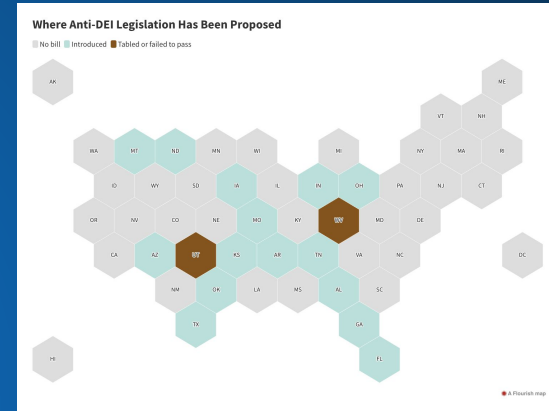 Where Anti-DEI Legislation Has Been Proposed
No bill Introduced Tabled or failed to pass
AK ME
VT NH
WA MT ND MN WI MI NY MA RI
ID WY SD IA IL IN OH PA NJ CT
OR NV CO NE MO KY WV MD DE
CA AZ UT KS AR TN VA NC DC
NM OK LA MS AL SC
TX GA
HI FL
A Flourish map